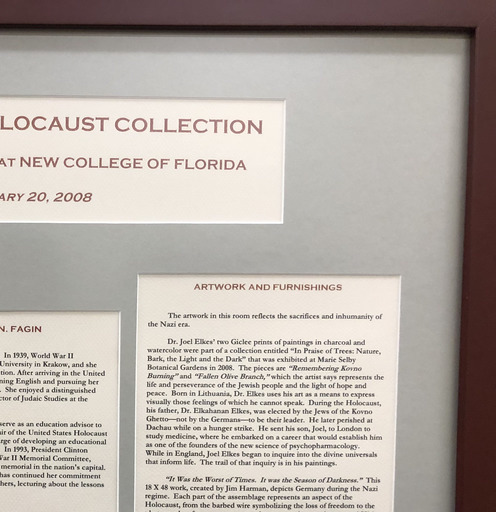 LOCAUST COLLECTION
AT NEW COLLEGE OF FLORIDA
ARY 20, 2008
N. FAGIN
In 1939, World War II
University in Krakow, and she
tion. After arriving in the United
ning English and pursuing her
. She enjoyed a distinguished
ctor of Judaic Studies at the
serve as an education advisor to
ir of the United States Holocaust
rge of developing an educational
In 1993, President Clinton
War II Memorial Committee,
memorial in the nation's capital.
has continued her commitment
hers, lecturing about the lessons
ARTWORK AND FURNISHINGS
The artwork in this room reflects the sacrifices and inhumanity of
the Nazi era.
Dr. Joel Elkes' two Giclee prints of paintings in charcoal and
watercolor were part of a collection entitled "In Praise of Trees: Nature,
Bark, the Light and the Dark" that was exhibited at Marie Selby
Botanical Gardens in 2008. The pieces are "Remembering Kovno
Burning" and "Fallen Olive Branch," which the artist says represents the
life and perseverance of the Jewish people and the light of hope and
peace. Born in Lithuania, Dr. Elkes uses his art as a means to express
visually those feelings of which he cannot speak. During the Holocaust,
his father, Dr. Elkahanan Elkes, was elected by the Jews of the Kovno
Ghetto—not by the Germans—to be their leader. He later perished at
Dachau while on a hunger strike. He sent his son, Joel, to London to
study medicine, where he embarked on a career that would establish him
as one of the founders of the new science of psychopharmacology.
While in England, Joel Elkes began to inquire into the divine universals
that inform life. The trail of that inquiry is in his paintings.
"It Was the Worst of Times. It was the Season of Darkness." This
18 X 48 work, created by Jim Harman, depicts Germany during the Nazi
regime. Each part of the assemblage represents an aspect of the
Holocaust, from the barbed wire symbolizing the loss of freedom to the